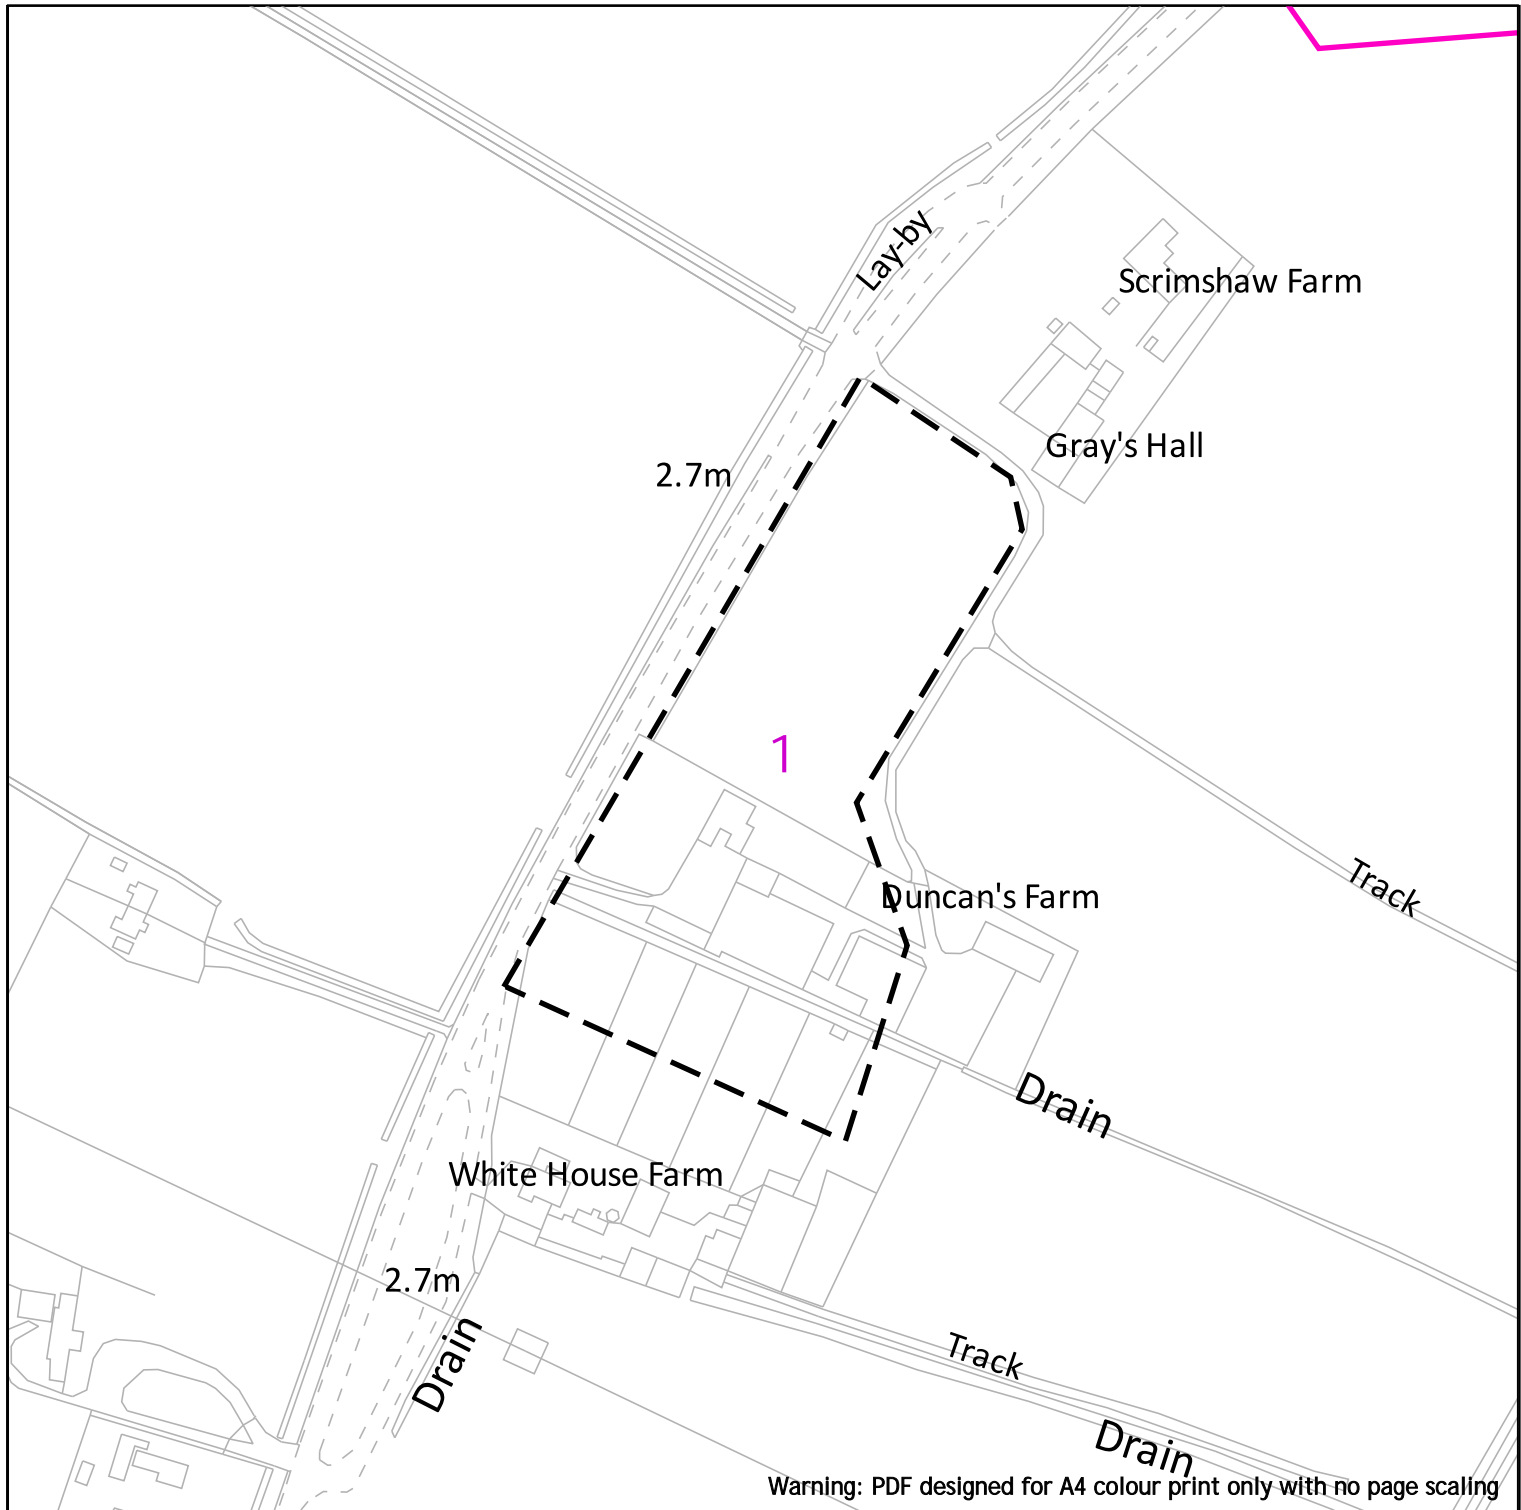 Lay-by
Scrimshaw Farm
Gray's Hall
2.7m
1
Track
Duncan's Farm
Drain
White House Farm
2.7m
Drain
Track
Drain
Warning: PDF designed for A4 colour print only with no page scaling